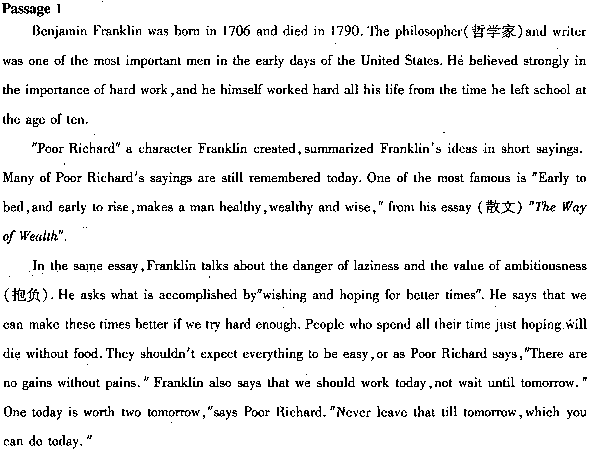 Passage 1
Benjamin Franklin was born in 1706 and died in 1790. The philosopher(哲学家)and writer
was one of the most important men in the early days of the United States. He believed strongly in
the importance of hard work,and he himself worked hard all his life from the time he left school at
the age of ten.
"Poor Richard" a character Franklin created,summarized Franklin's ideas in short sayings.
Many of Poor Richard's sayings are still remembered today. One of the most famous is "Early to
bed,and early to rise,makes a man healthy,wealthy and wise," from his essay (散文) "The Way
of Wealth".
In the same essay,Franklin talks about the danger of laziness and the value of ambitiousness
(抱负). He asks what is accomplished by"wishing and hoping for better times". He says that we
can make these times better if we try hard enough. People who spend all their time just hoping will
die without food. They shouldn't expect everything to be easy,or as Poor Richard says,"There are
no gains without pains." Franklin also says that we should work today,not wait until tomorrow."
One today is worth two tomorrow,"says Poor Richard."Never leave that till tomorrow,which you
can do today."